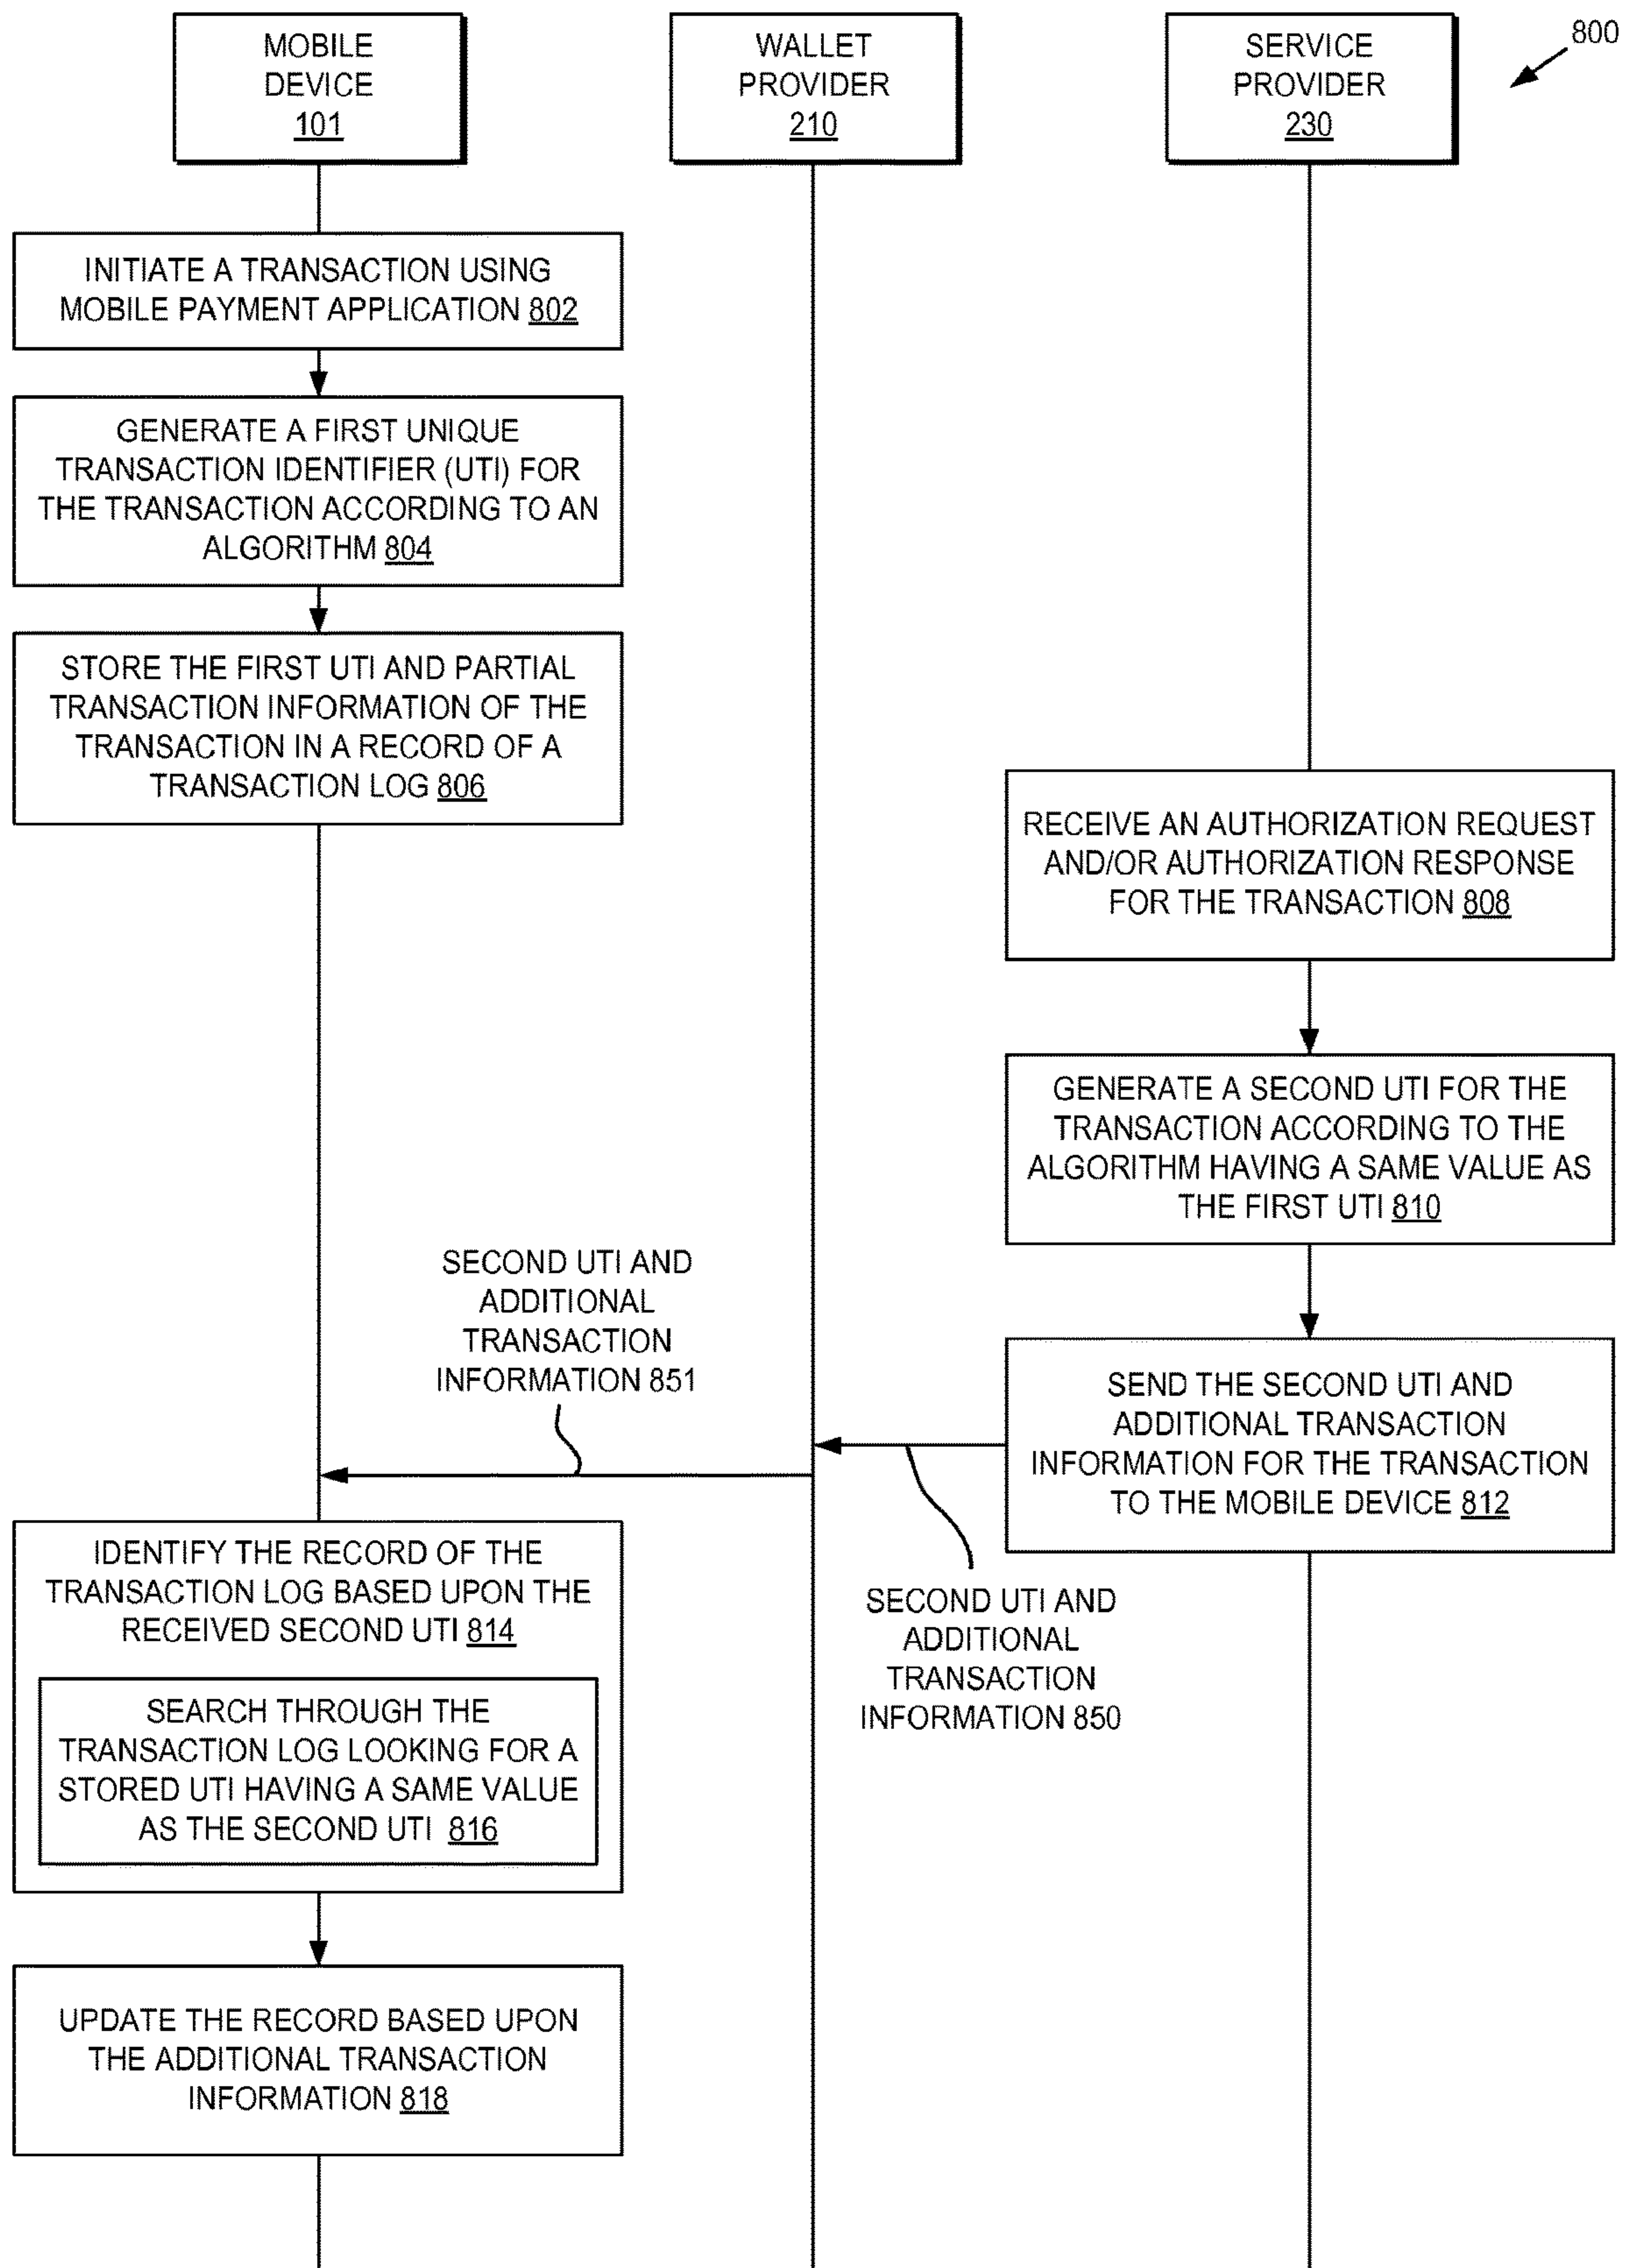 MOBILE
DEVICE
101
WALLET
PROVIDER
210
SERVICE
PROVIDER
230
800
INITIATE A TRANSACTION USING
MOBILE PAYMENT APPLICATION 802
GENERATE A FIRST UNIQUE
TRANSACTION IDENTIFIER (UTI) FOR
THE TRANSACTION ACCORDING TO AN
ALGORITHM 804
STORE THE FIRST UTI AND PARTIAL
TRANSACTION INFORMATION OF THE
TRANSACTION IN A RECORD OF A
TRANSACTION LOG 806
RECEIVE AN AUTHORIZATION REQUEST
AND/OR AUTHORIZATION RESPONSE
FOR THE TRANSACTION 808
GENERATE A SECOND UTI FOR THE
TRANSACTION ACCORDING TO THE
ALGORITHM HAVING A SAME VALUE AS
THE FIRST UTI 810
SECOND UTI AND
ADDITIONAL
TRANSACTION
INFORMATION 851
SEND THE SECOND UTI AND
ADDITIONAL TRANSACTION
INFORMATION FOR THE TRANSACTION
TO THE MOBILE DEVICE 812
SECOND UTI AND
ADDITIONAL
TRANSACTION
INFORMATION 850
IDENTIFY THE RECORD OF THE
TRANSACTION LOG BASED UPON THE
RECEIVED SECOND UTI 814
SEARCH THROUGH THE
TRANSACTION LOG LOOKING FOR A
STORED UTI HAVING A SAME VALUE
AS THE SECOND UTI 816
UPDATE THE RECORD BASED UPON
THE ADDITIONAL TRANSACTION
INFORMATION 818